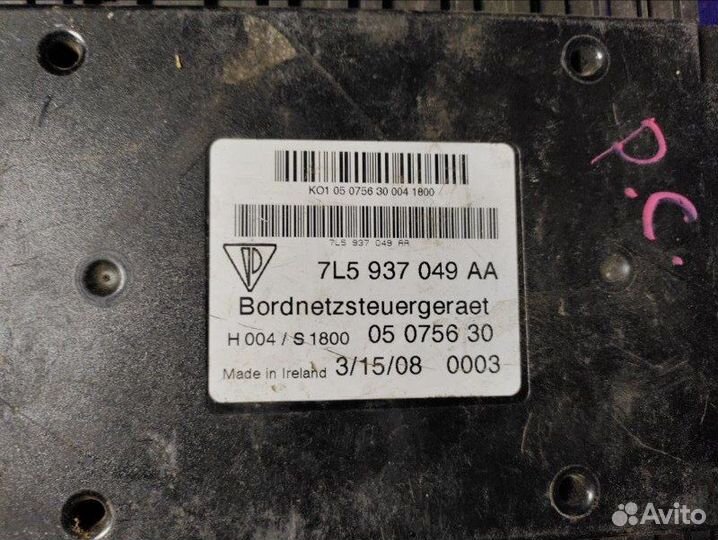 KO1 05 0756 30 004 1800
7L5 937 049 AA
7L5 937 049 AA
Bordnetzsteuergeraet
H 004 / S 1800 05 0756 30
Made in Ireland 3/15/08 0003
P.C.
Avito